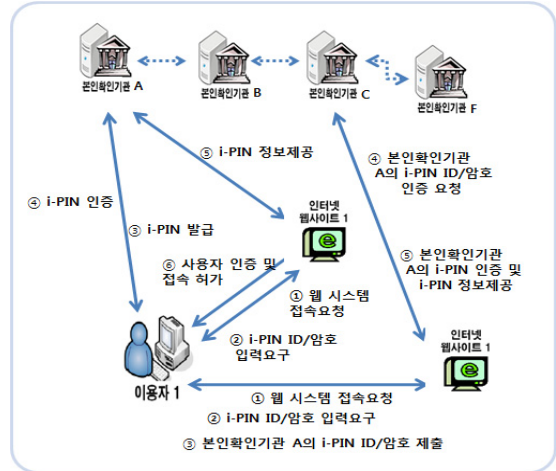 본인확인기관 A
본인확인기관 B
본인확인기관 C
본인확인기관 F
⑤ i-PIN 정보제공
④ 본인확인기관
A의 i-PIN ID/암호
인증 요청
④ i-PIN 인증
③ i-PIN 발급
인터넷
웹사이트 1
⑥ 사용자 인증 및
접속 허가
⑤ 본인확인기관
A의 i-PIN 인증 및
i-PIN 정보제공
① 웹 시스템
접속요청
② i-PIN ID/암호
입력요구
인터넷
웹사이트 1
이용자 1
① 웹 시스템 접속요청
② i-PIN ID/암호 입력요구
③ 본인확인기관 A의 i-PIN ID/암호 제출